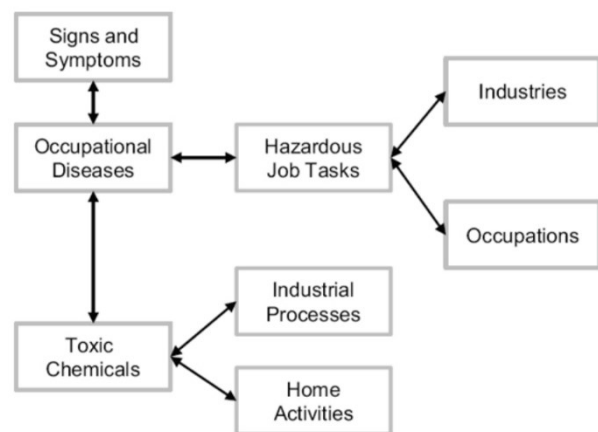 Signs and
Symptoms
Occupational
Diseases
Hazardous
Job Tasks
Industries
Occupations
Toxic
Chemicals
Industrial
Processes
Home
Activities